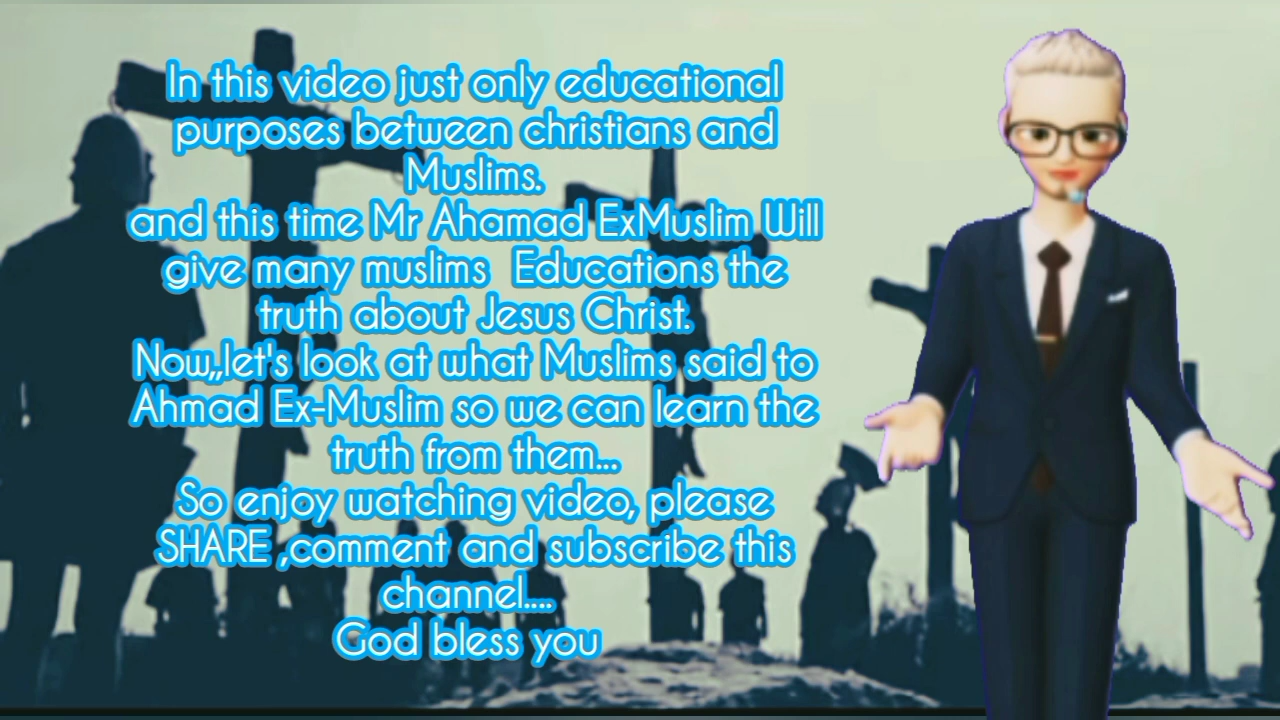 In this video just only educational
purposes between christians and
Muslims.
and this time Mr Ahamad ExMuslim Will
give many muslims  Educations the
truth about Jesus Christ.
Now,,let's look at what Muslims said to
Ahmad Ex-Muslim so we can learn the
truth from them...
So enjoy watching video, please
SHARE ,comment and subscribe this
channel....
God bless you